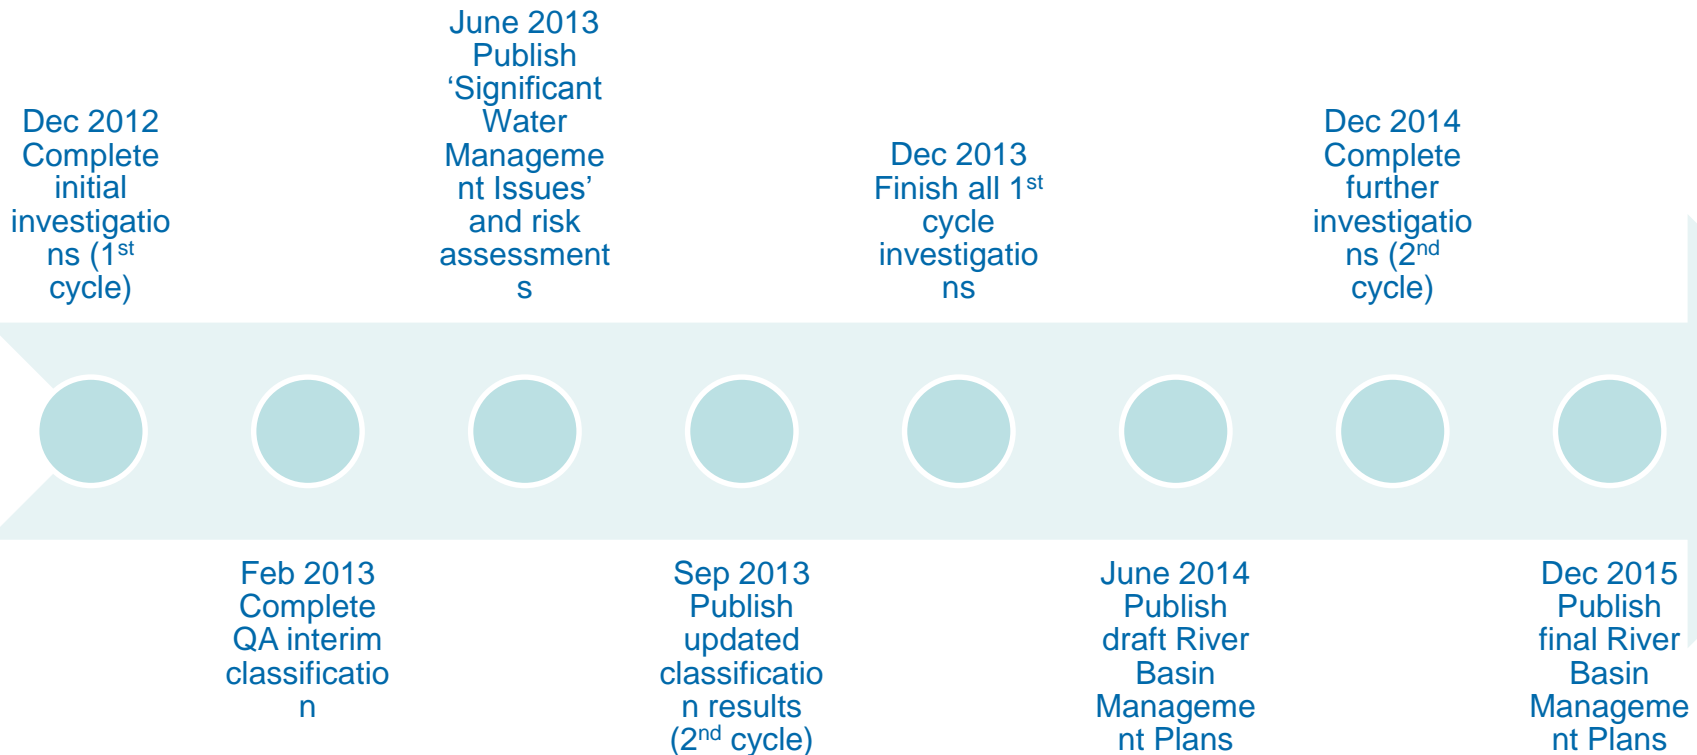 Dec 2012
Complete
initial
investigatio
ns (1st
cycle)
Feb 2013
Complete
QA interim
classificatio
n
June 2013
Publish
‘Significant
Water
Manageme
nt Issues’
and risk
assessment
s
Sep 2013
Publish
updated
classificatio
n results
(2nd cycle)
Dec 2013
Finish all 1st
cycle
investigatio
ns
June 2014
Publish
draft River
Basin
Manageme
nt Plans
Dec 2014
Complete
further
investigatio
ns (2nd
cycle)
Dec 2015
Publish
final River
Basin
Manageme
nt Plans